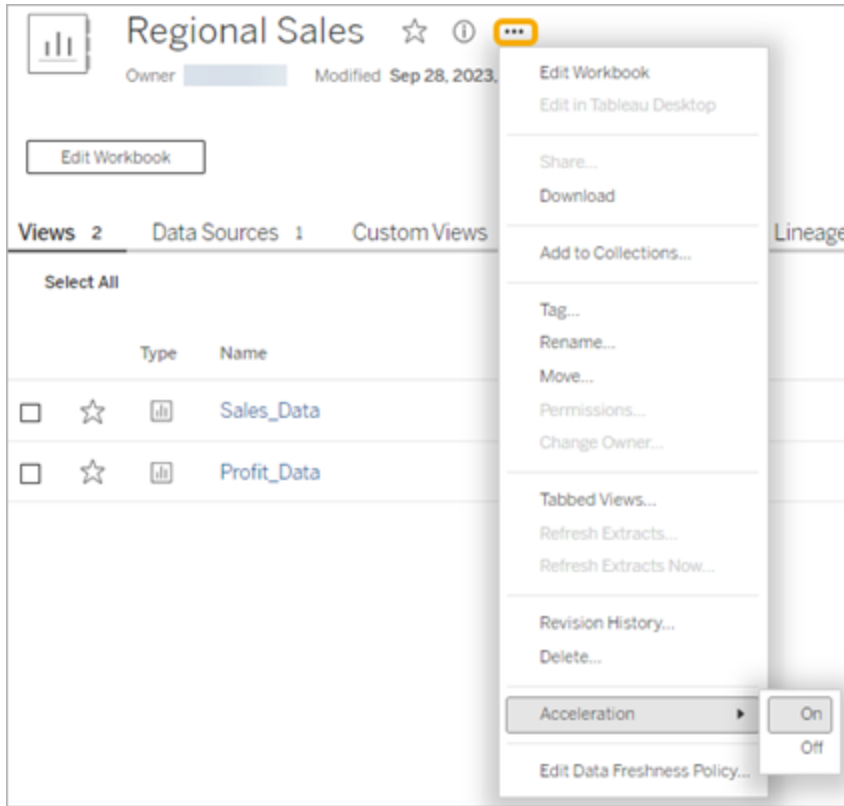 Regional Sales
Owner Modified Sep 28, 2023,
Edit Workbook
Views 2 Data Sources 1 Custom Views Lineage
Select All
Type Name
Sales_Data
Profit_Data
Edit Workbook
Edit in Tableau Desktop
Share...
Download
Add to Collections...
Tag...
Rename...
Move...
Permissions...
Change Owner...
Tabbed Views...
Refresh Extracts...
Refresh Extracts Now...
Revision History...
Delete...
Acceleration
On
Off
Edit Data Freshness Policy...